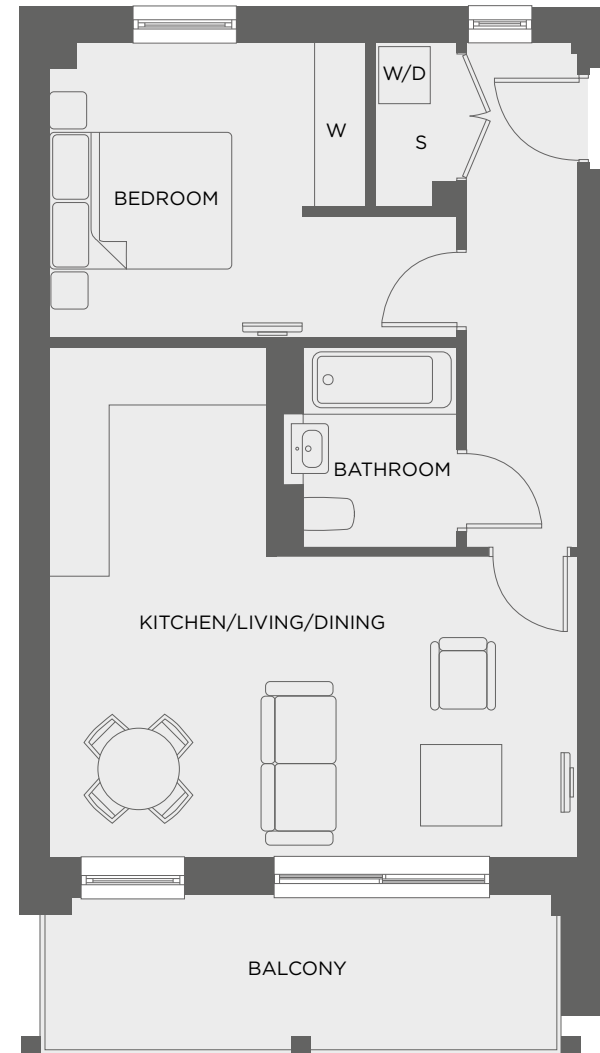 W/D
W
S
BEDROOM
BATHROOM
KITCHEN/LIVING/DINING
BALCONY